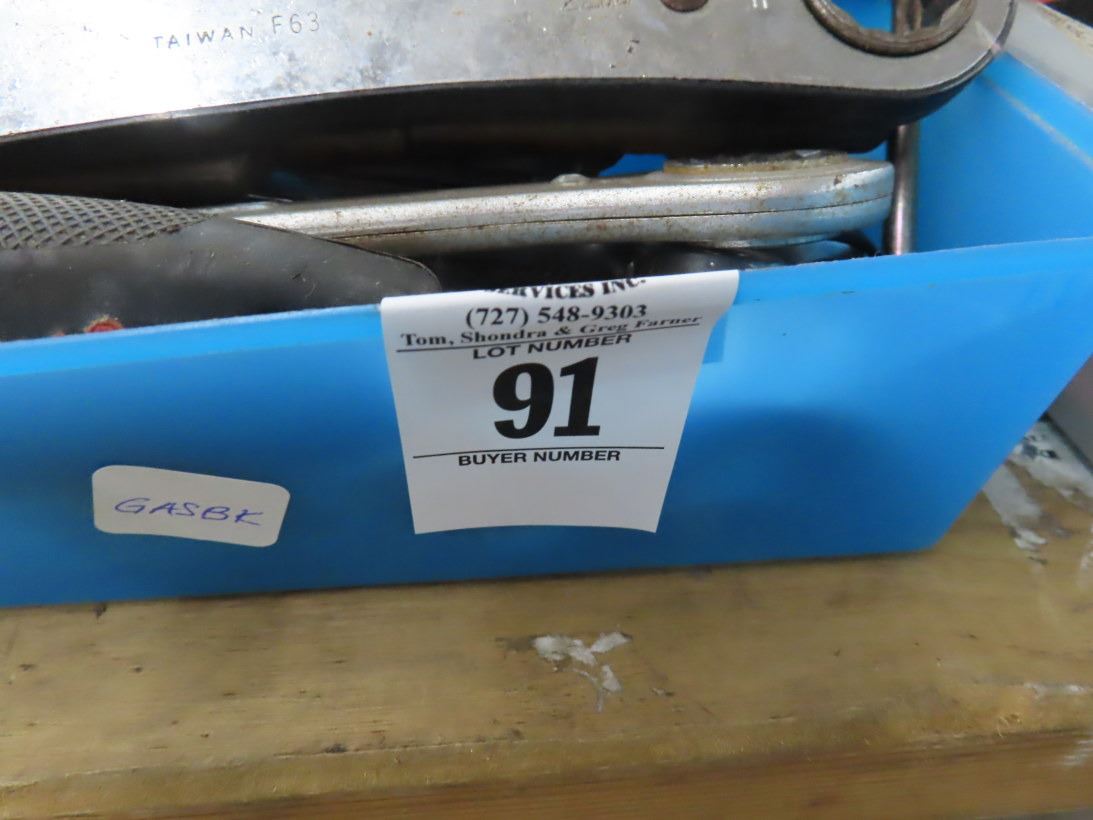 TAIWAN F63
SERVICES INC.
(727) 548-9303
Tom, Shondra & Greg Farner
LOT NUMBER
91
BUYER NUMBER
GASBK